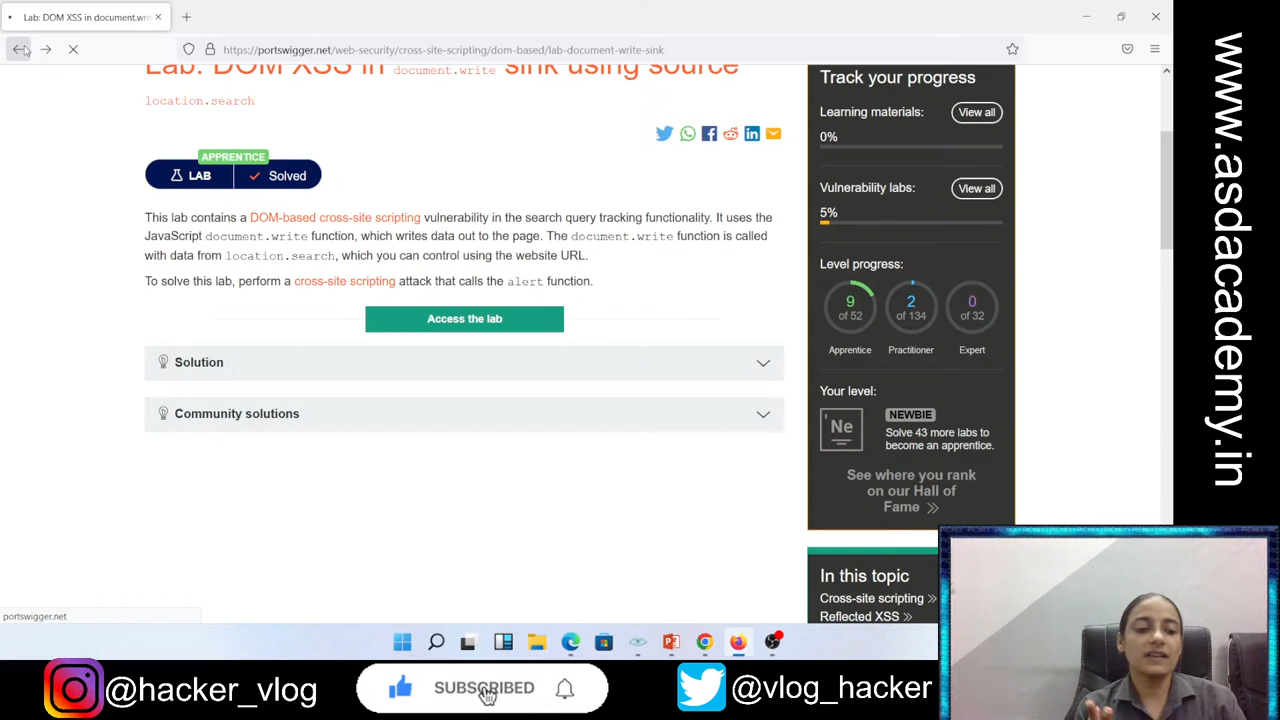 Lab: DOM XSS in document.wri
https://portswigger.net/web-security/cross-site-scripting/dom-based/lab-document-write-sink
Lab: DOM XSS in document.write sink using source
location.search
APPRENTICE
LAB
Solved
This lab contains a DOM-based cross-site scripting vulnerability in the search query tracking functionality. It uses the
JavaScript document.write function, which writes data out to the page. The document.write function is called
with data from location.search, which you can control using the website URL.
To solve this lab, perform a cross-site scripting attack that calls the alert function.
Access the lab
Solution
Community solutions
Track your progress
Learning materials:
View all
0%
Vulnerability labs:
View all
5%
Level progress:
9
of 52
2
of 134
0
of 32
Apprentice
Practitioner
Expert
Your level:
Ne
NEWBIE
Solve 43 more labs to
become an apprentice.
See where you rank
on our Hall of
Fame
In this topic
Cross-site scripting
Reflected XSS
portswigger.net
www.asdacademy.in
@hacker_vlog
SUBSCRIBED
@vlog_hacker